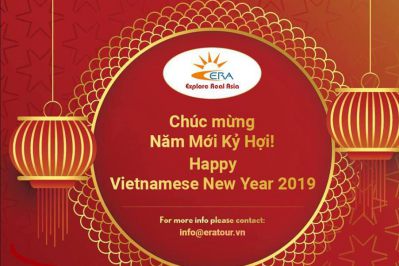 ERA
Explore Real Asia
Chúc mừng
Năm Mới Kỷ Hợi!
Happy
Vietnamese New Year 2019
For more info please contact:
info@eratour.vn